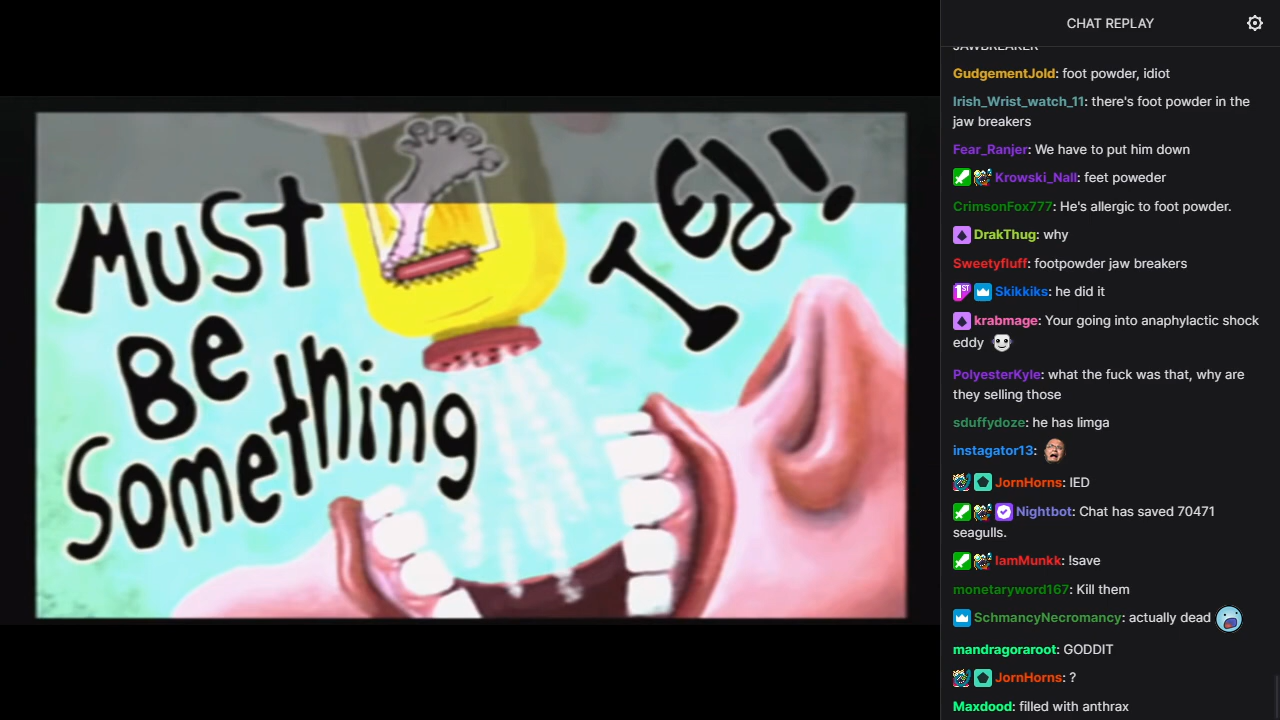 CHAT REPLAY
JAWBREAKER
GudgementJold: foot powder, idiot
Irish_Wrist_watch_11: there's foot powder in the
jaw breakers
Fear_Ranjer: We have to put him down
Krowski_Nall: feet poweder
CrimsonFox777: He's allergic to foot powder.
DrakThug: why
Sweetyfluff: footpowder jaw breakers
1ST Skikkiks: he did it
krabmage: Your going into anaphylactic shock
eddy
PolyesterKyle: what the fuck was that, why are
they selling those
sduffydoze: he has limga
instagator13:
JornHorns: IED
Nightbot: Chat has saved 70471
seagulls.
IamMunkk: !save
monetaryword167: Kill them
SchmancyNecromancy: actually dead
mandragoraroot: GODDIT
JornHorns: ?
Maxdood: filled with anthrax
Must
Be
Something
I Ed!